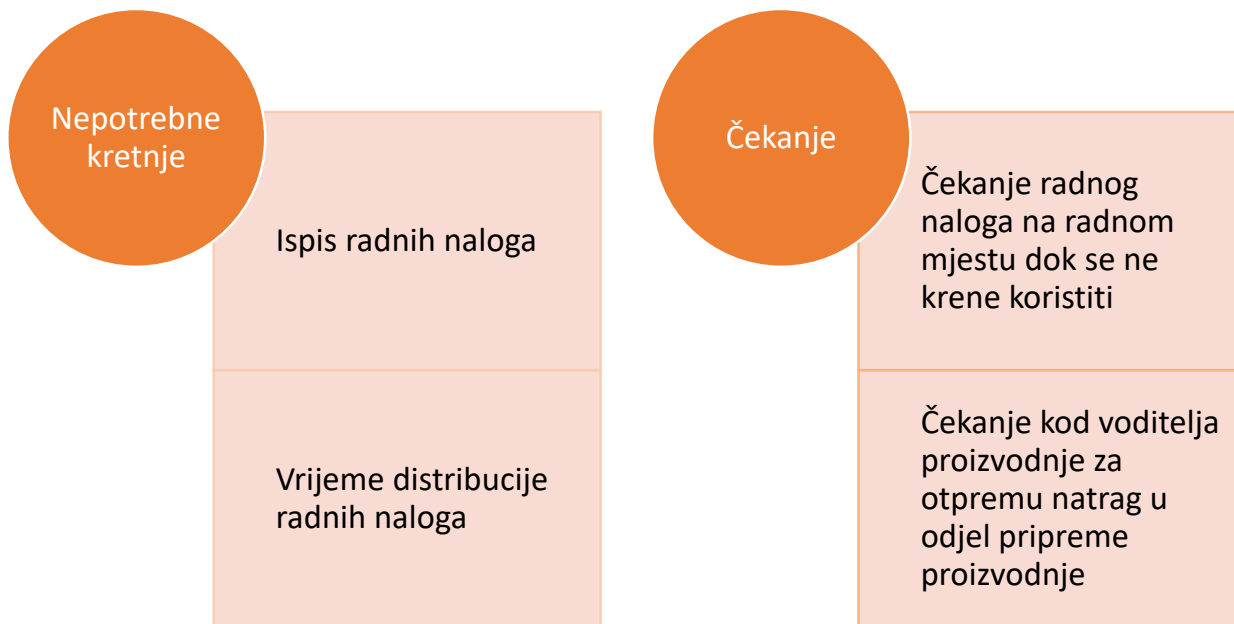 Nepotrebne
kretnje
Ispis radnih naloga
Vrijeme distribucije
radnih naloga
Čekanje
Čekanje radnog
naloga na radnom
mjestu dok se ne
krene koristiti
Čekanje kod voditelja
proizvodnje za
otpremu natrag u
odjel pripreme
proizvodnje